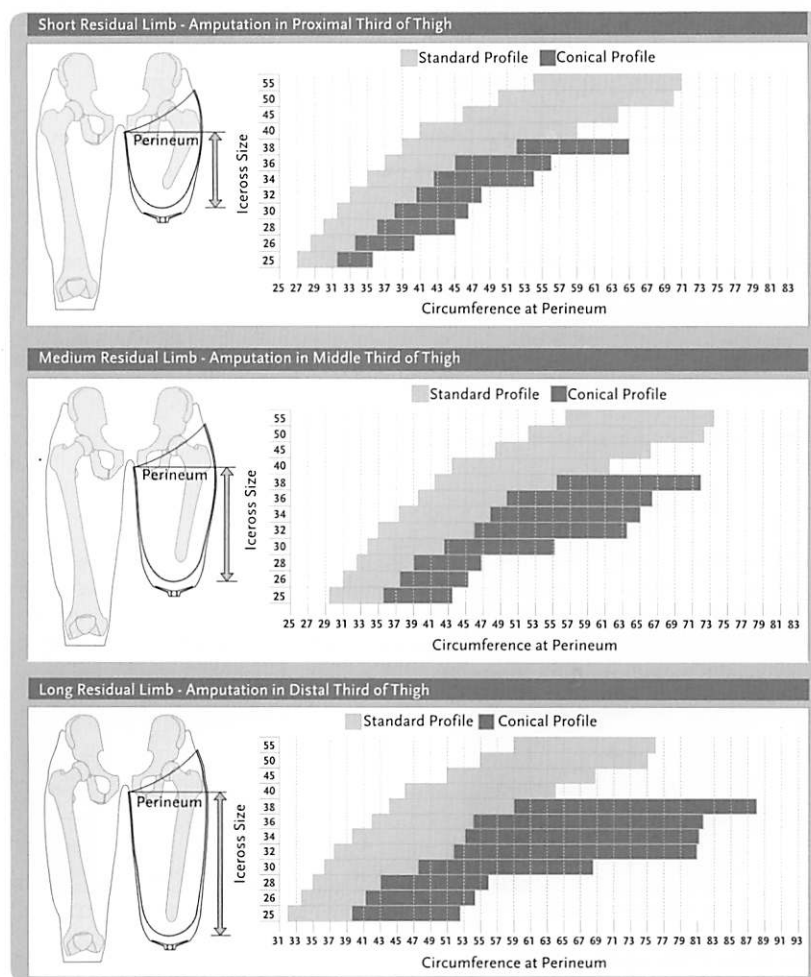 Short Residual Limb - Amputation in Proximal Third of Thigh
Standard Profile Conical Profile
Perineum
Iceross Size
55
50
45
40
38
36
34
32
30
28
26
25
25 27 29 31 33 35 37 39 41 43 45 47 49 51 53 55 57 59 61 63 65 67 69 71 73 75 77 79 81 83
Circumference at Perineum
Medium Residual Limb - Amputation in Middle Third of Thigh
Standard Profile Conical Profile
Perineum
Iceross Size
55
50
45
40
38
36
34
32
30
28
26
25
25 27 29 31 33 35 37 39 41 43 45 47 49 51 53 55 57 59 61 63 65 67 69 71 73 75 77 79 81 83
Circumference at Perineum
Long Residual Limb - Amputation in Distal Third of Thigh
Standard Profile Conical Profile
Perineum
Iceross Size
55
50
45
40
38
36
34
32
30
28
26
25
31 33 35 37 39 41 43 45 47 49 51 53 55 57 59 61 63 65 67 69 71 73 75 77 79 81 83 85 87 89 91 93
Circumference at Perineum